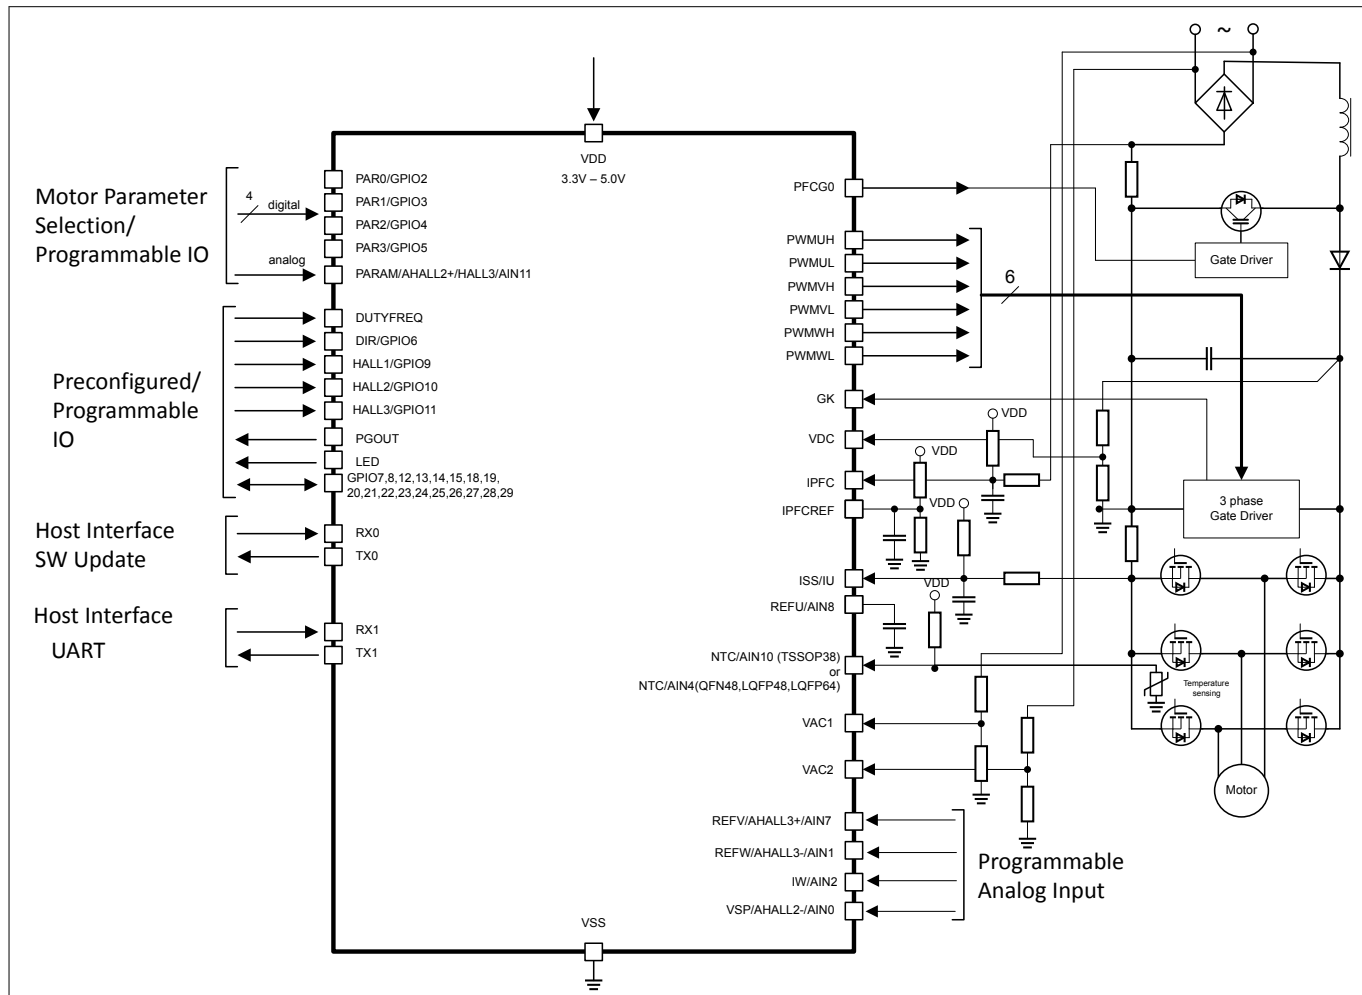 ~
VDD
3.3V – 5.0V
Motor Parameter
Selection/
Programmable IO
4
digital
analog
PAR0/GPIO2
PAR1/GPIO3
PAR2/GPIO4
PAR3/GPIO5
PARAM/AHALL2+/HALL3/AIN11
Preconfigured/
Programmable
IO
DUTYFREQ
DIR/GPIO6
HALL1/GPIO9
HALL2/GPIO10
HALL3/GPIO11
PGOUT
LED
GPIO7,8,12,13,14,15,18,19,
20,21,22,23,24,25,26,27,28,29
Host Interface
SW Update
RX0
TX0
Host Interface
UART
RX1
TX1
VSS
PFCG0
PWMUH
PWMUL
PWMVH
PWMVL
PWMWH
PWMWL
6
GK
VDC
IPFC
IPFCREF
ISS/IU
REFU/AIN8
NTC/AIN10 (TSSOP38)
or
NTC/AIN4(QFN48,LQFP48,LQFP64)
VAC1
VAC2
REFV/AHALL3+/AIN7
REFW/AHALL3-/AIN1
IW/AIN2
VSP/AHALL2-/AIN0
Programmable
Analog Input
VDD
VDD
VDD
VDD
Gate Driver
3 phase
Gate Driver
Temperature
sensing
Motor